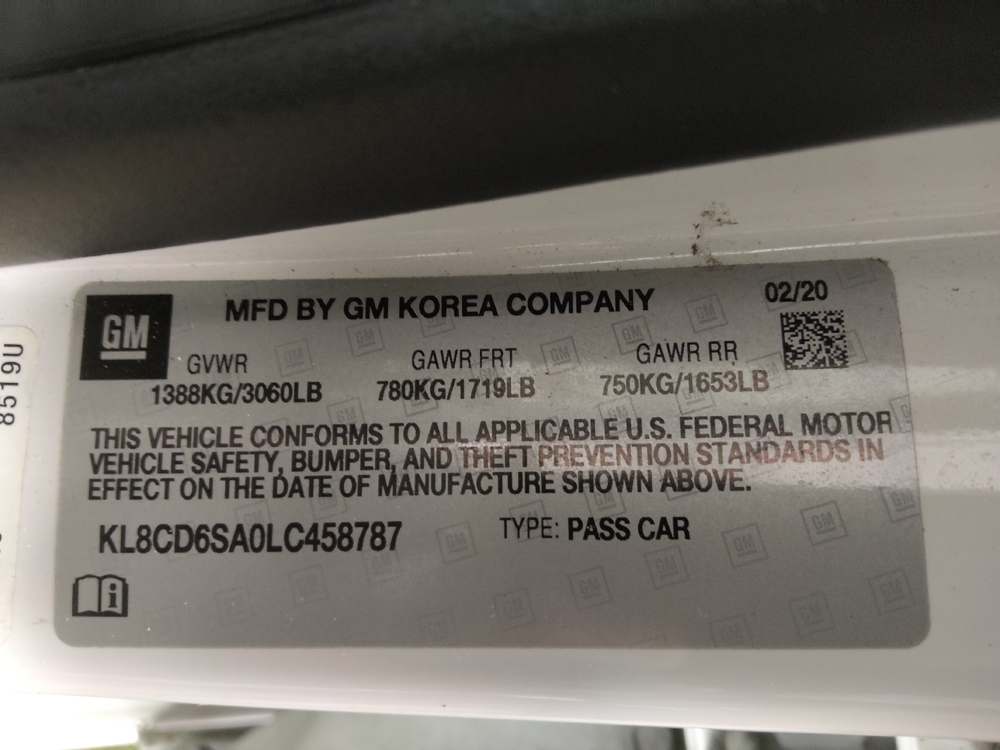 GM
MFD BY GM KOREA COMPANY
02/20
GVWR GAWR FRT GAWR RR
1388KG/3060LB 780KG/1719LB 750KG/1653LB
THIS VEHICLE CONFORMS TO ALL APPLICABLE U.S. FEDERAL MOTOR
VEHICLE SAFETY, BUMPER, AND THEFT PREVENTION STANDARDS IN
EFFECT ON THE DATE OF MANUFACTURE SHOWN ABOVE.
KL8CD6SA0LC458787 TYPE: PASS CAR
8519U